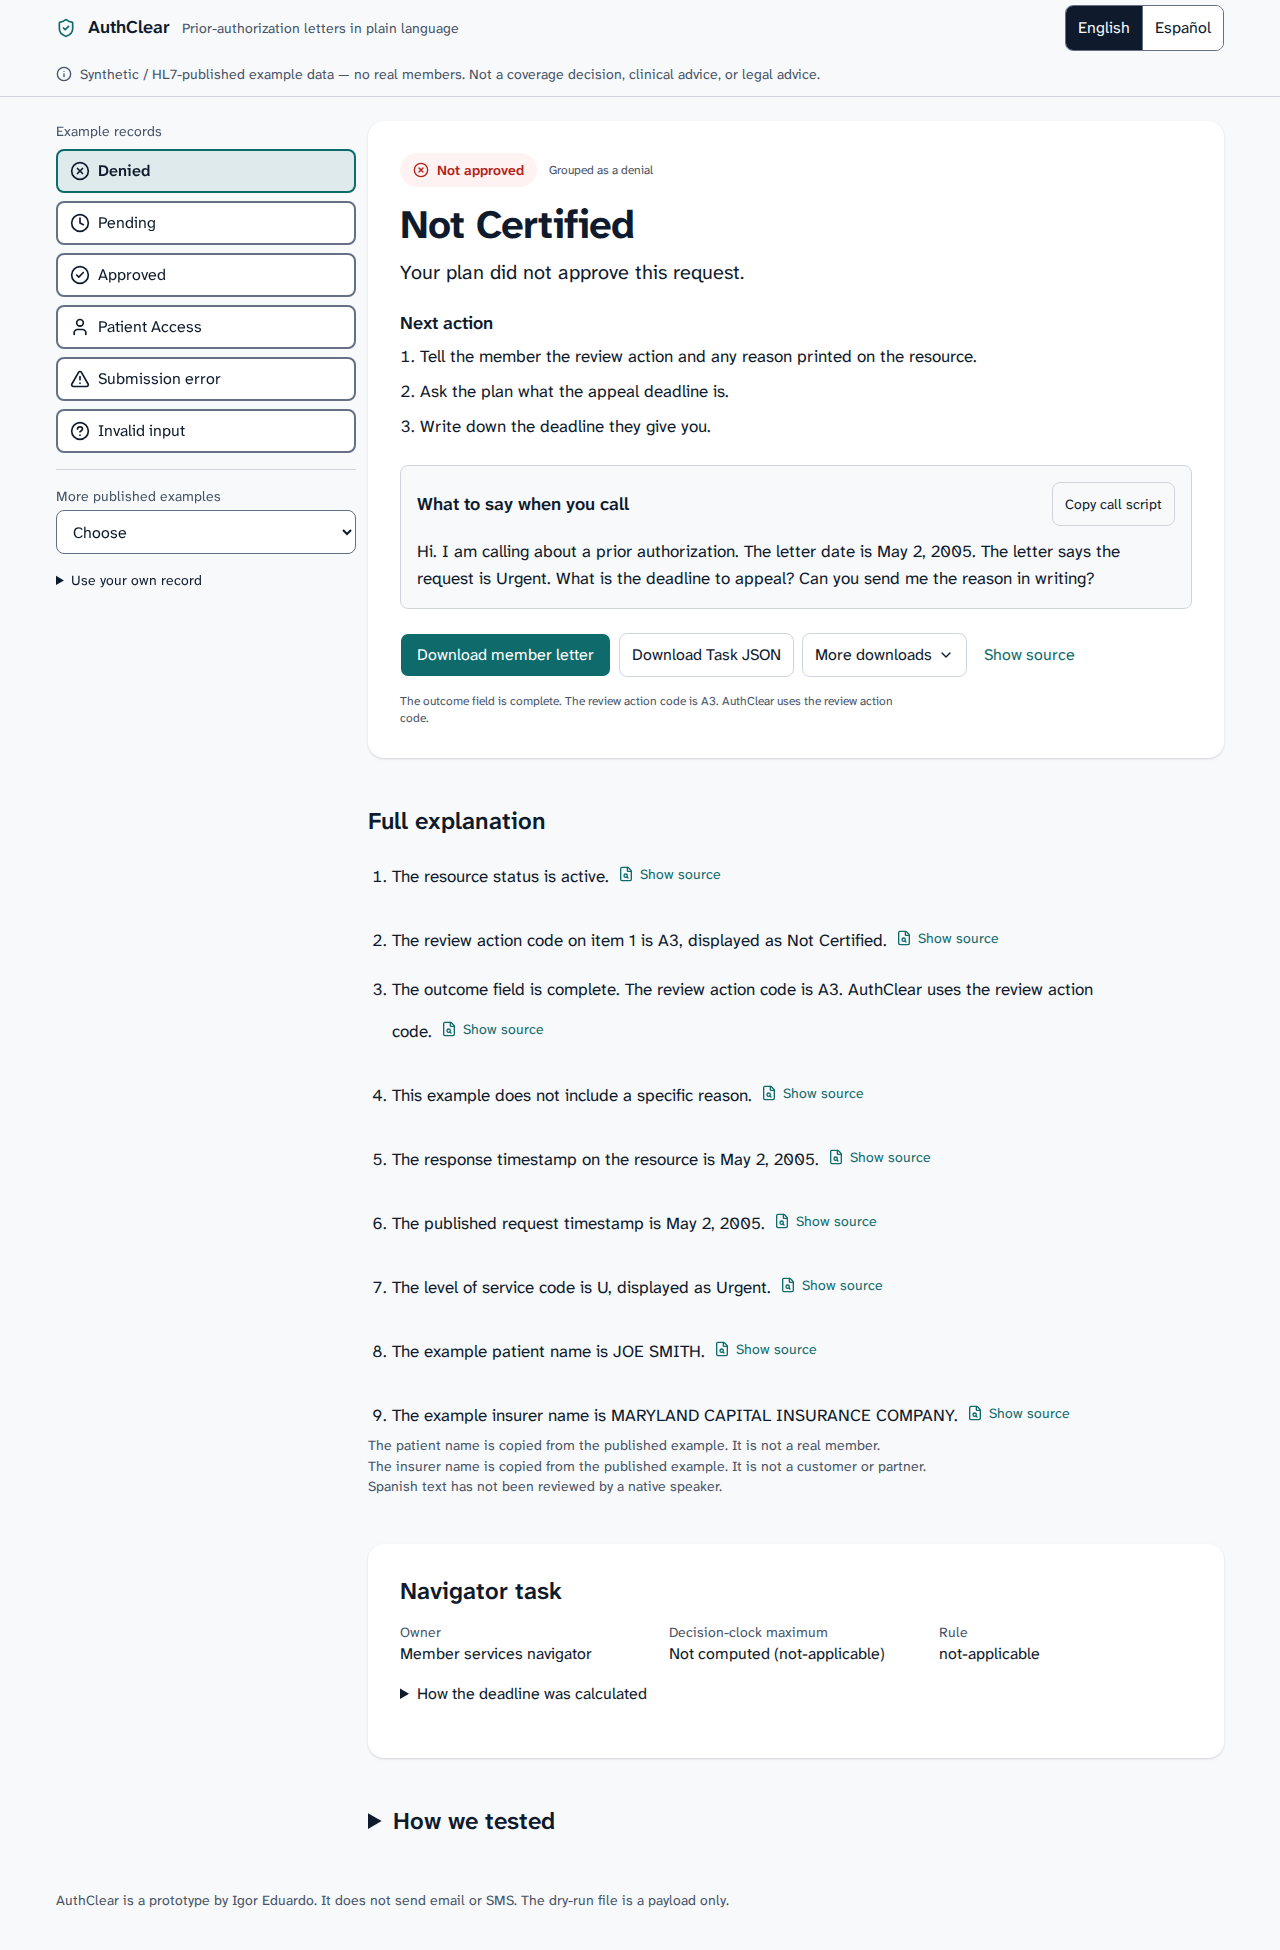 AuthClear Prior-authorization letters in plain language
English Español
Synthetic / HL7-published example data — no real members. Not a coverage decision, clinical advice, or legal advice.
Example records
Denied
Pending
Approved
Patient Access
Submission error
Invalid input
More published examples
Choose
Use your own record
Not approved Grouped as a denial
Not Certified
Your plan did not approve this request.
Next action
1. Tell the member the review action and any reason printed on the resource.
2. Ask the plan what the appeal deadline is.
3. Write down the deadline they give you.
What to say when you call
Copy call script
Hi. I am calling about a prior authorization. The letter date is May 2, 2005. The letter says the
request is Urgent. What is the deadline to appeal? Can you send me the reason in writing?
Download member letter Download Task JSON More downloads Show source
The outcome field is complete. The review action code is A3. AuthClear uses the review action
code.
Full explanation
1. The resource status is active. Show source
2. The review action code on item 1 is A3, displayed as Not Certified. Show source
3. The outcome field is complete. The review action code is A3. AuthClear uses the review action
code. Show source
4. This example does not include a specific reason. Show source
5. The response timestamp on the resource is May 2, 2005. Show source
6. The published request timestamp is May 2, 2005. Show source
7. The level of service code is U, displayed as Urgent. Show source
8. The example patient name is JOE SMITH. Show source
9. The example insurer name is MARYLAND CAPITAL INSURANCE COMPANY. Show source
The patient name is copied from the published example. It is not a real member.
The insurer name is copied from the published example. It is not a customer or partner.
Spanish text has not been reviewed by a native speaker.
Navigator task
Owner Decision-clock maximum Rule
Member services navigator Not computed (not-applicable) not-applicable
How the deadline was calculated
How we tested
AuthClear is a prototype by Igor Eduardo. It does not send email or SMS. The dry-run file is a payload only.